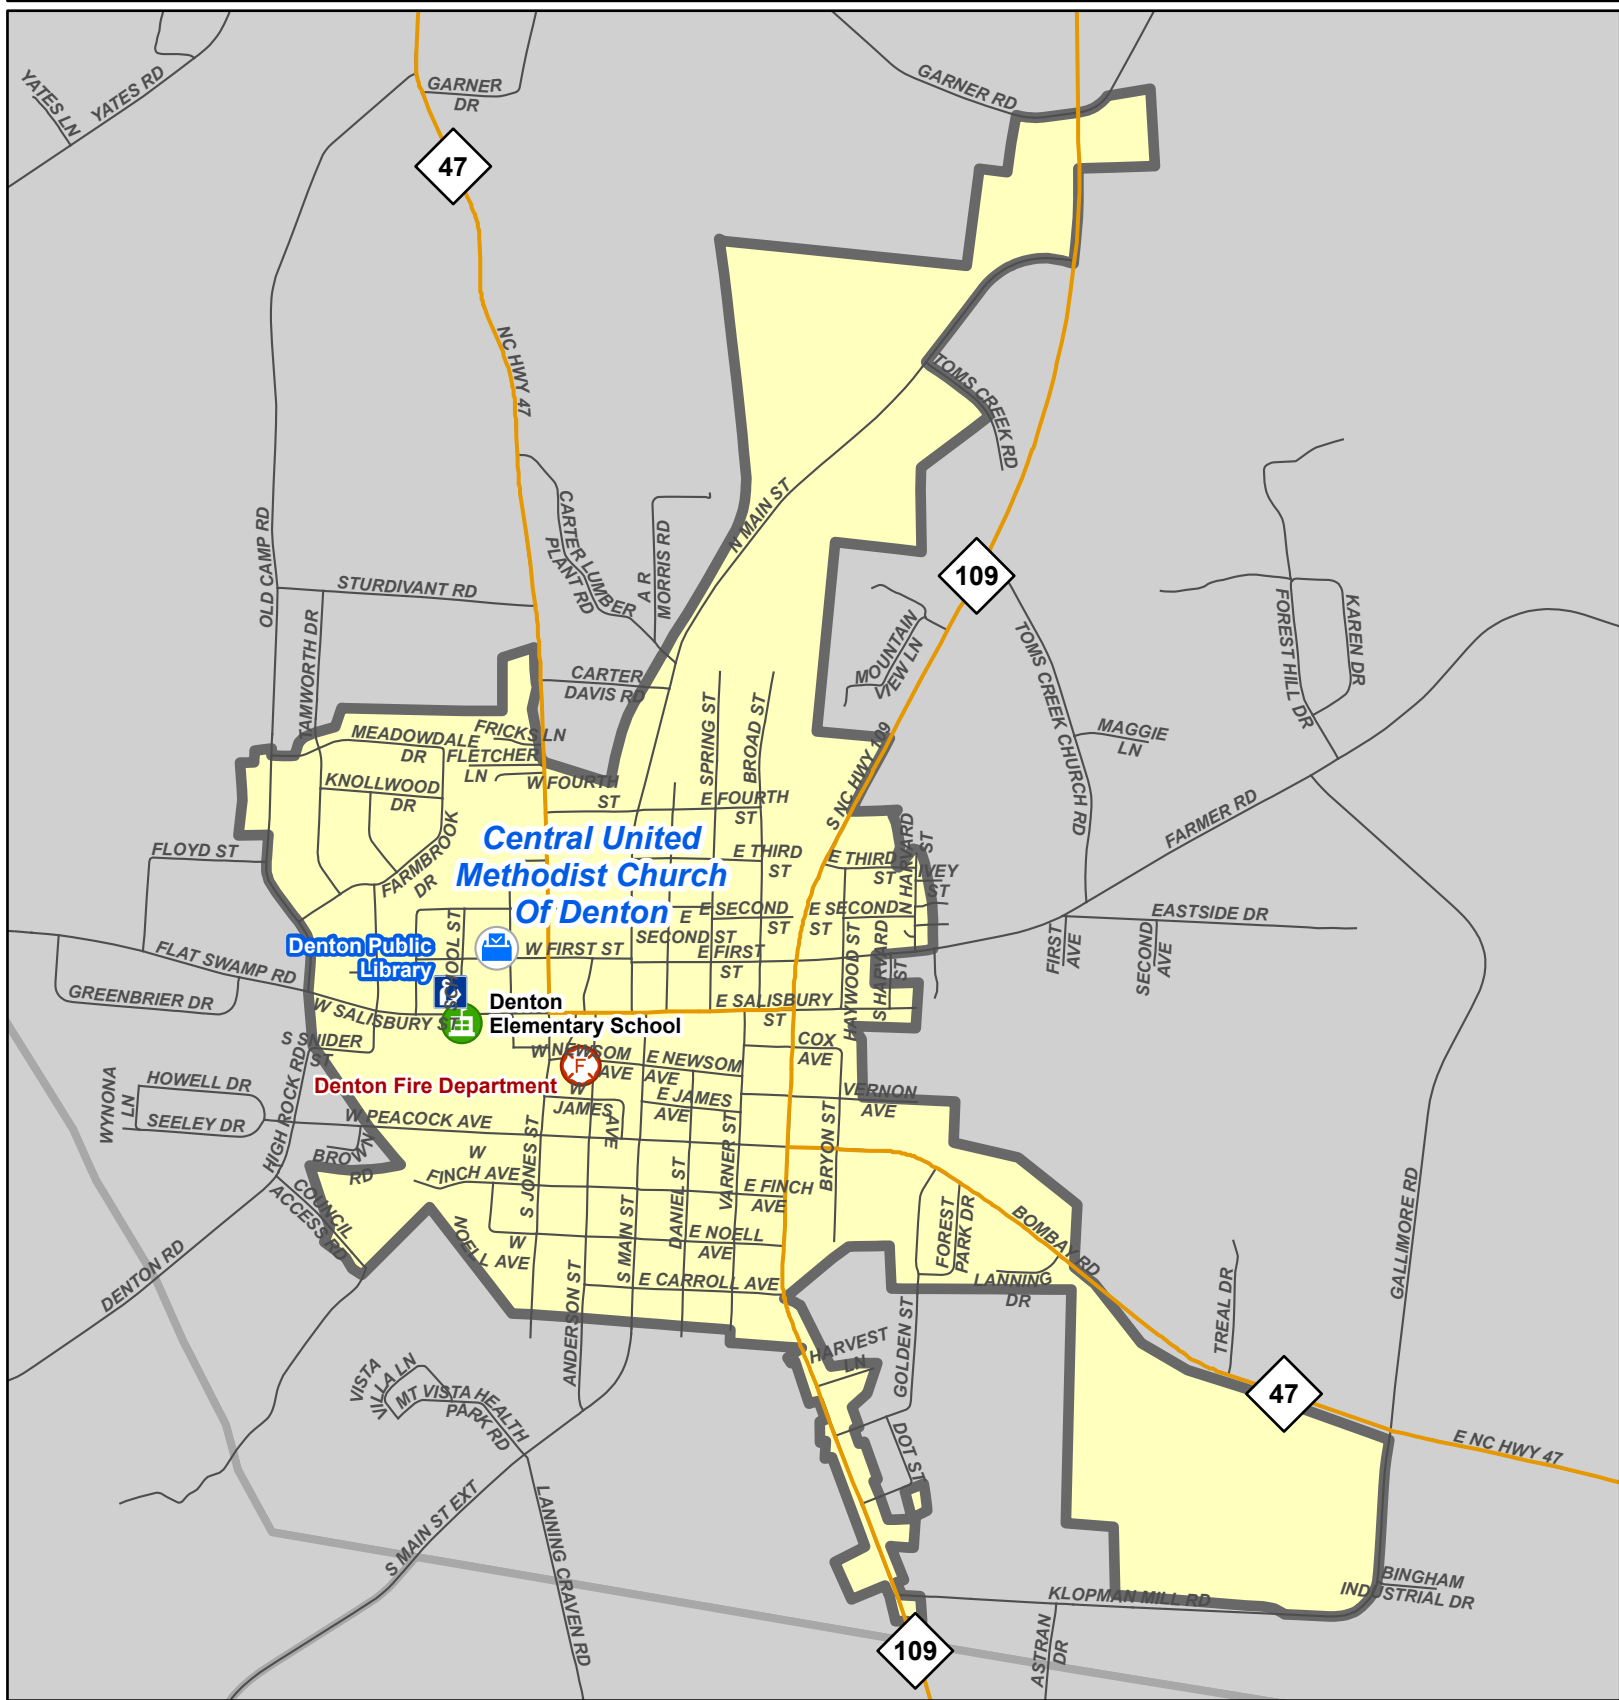 YATES LN
YATES RD
GARNER
DR
GARNER RD
47
NC HWY 47
TOMS CREEK RD
N MAIN ST
CARTER LUMBER
PLANT RD
A R
MORRIS RD
OLD CAMP RD
STURDIVANT RD
TAMWORTH DR
109
MOUNTAIN
VIEW LN
TOMS CREEK CHURCH RD
FOREST HILL DR
KAREN DR
CARTER
DAVIS RD
MAGGIE
LN
SPRING ST
BROAD ST
S NC HWY 109
FRICKS LN
MEADOWDALE
DR
FLETCHER
LN
KNOLLWOOD
DR
W FOURTH
ST
E FOURTH
ST
FARMER RD
Central United
Methodist Church
Of Denton
FLOYD ST
FARMBROOK
DR
E THIRD
ST
E THIRD
ST
N HARVARD
ST
IVEY
ST
E
SECOND ST
E SECOND
ST
E SECOND
ST
EASTSIDE DR
FIRST
AVE
SECOND
AVE
SCHOOL ST
Denton Public
Library
W FIRST ST
E FIRST
ST
HAYWOOD ST
S HARVARD
ST
FLAT SWAMP RD
GREENBRIER DR
W SALISBURY ST
Denton
Elementary School
E SALISBURY
ST
S SNIDER
ST
W NEWSOM
AVE
E NEWSOM
AVE
COX
AVE
F
Denton Fire Department
HIGH ROCK RD
WYNONA
LN
HOWELL DR
SEELEY DR
W
JAMES
AVE
E JAMES
AVE
VERNON
AVE
W PEACOCK AVE
BROWN
RD
W
FINCH AVE
E FINCH
AVE
S JONES ST
VARNER ST
BRYON ST
COUNCIL
ACCESS RD
W
NOELL AVE
S MAIN ST
DANIEL ST
E NOELL
AVE
FOREST
PARK DR
BOMBAY RD
LANNING
DR
GALLIMORE RD
TREAL DR
DENTON RD
ANDERSON ST
E CARROLL AVE
HARVEST
LN
GOLDEN ST
DOT ST
VISTA
VILLA LN
MT VISTA HEALTH
PARK RD
47
E NC HWY 47
S MAIN ST EXT
LANNING CRAVEN RD
KLOPMAN MILL RD
BINGHAM
INDUSTRIAL DR
ASTRAN
DR
109